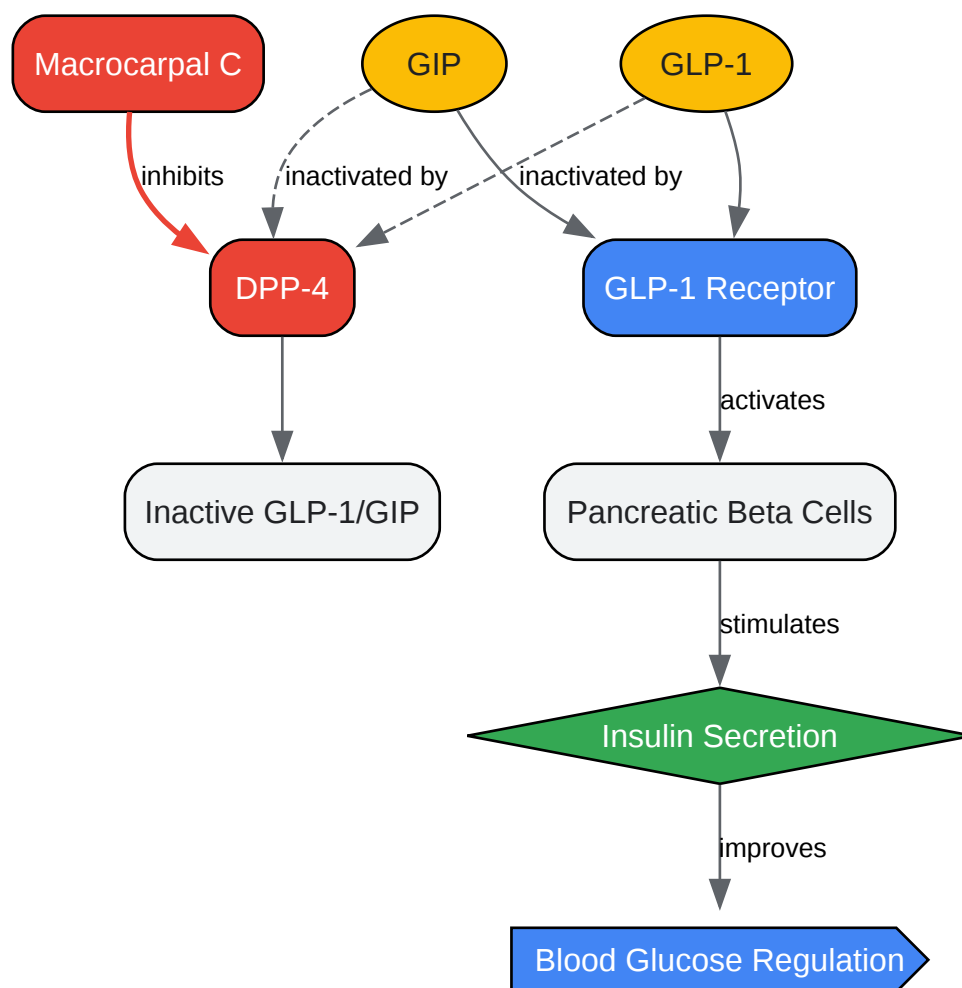 Macrocarpal C
GIP
GLP-1
inhibits
inactivated by
inactivated by
DPP-4
GLP-1 Receptor
activates
Inactive GLP-1/GIP
Pancreatic Beta Cells
stimulates
Insulin Secretion
improves
Blood Glucose Regulation